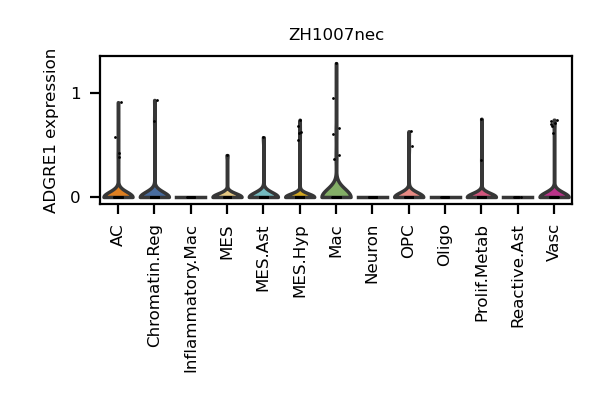 ZH1007nec
ADGRE1 expression
1
0
AC
Chromatin.Reg
Inflammatory.Mac
MES
MES.Ast
MES.Hyp
Mac
Neuron
OPC
Oligo
Prolif.Metab
Reactive.Ast
Vasc